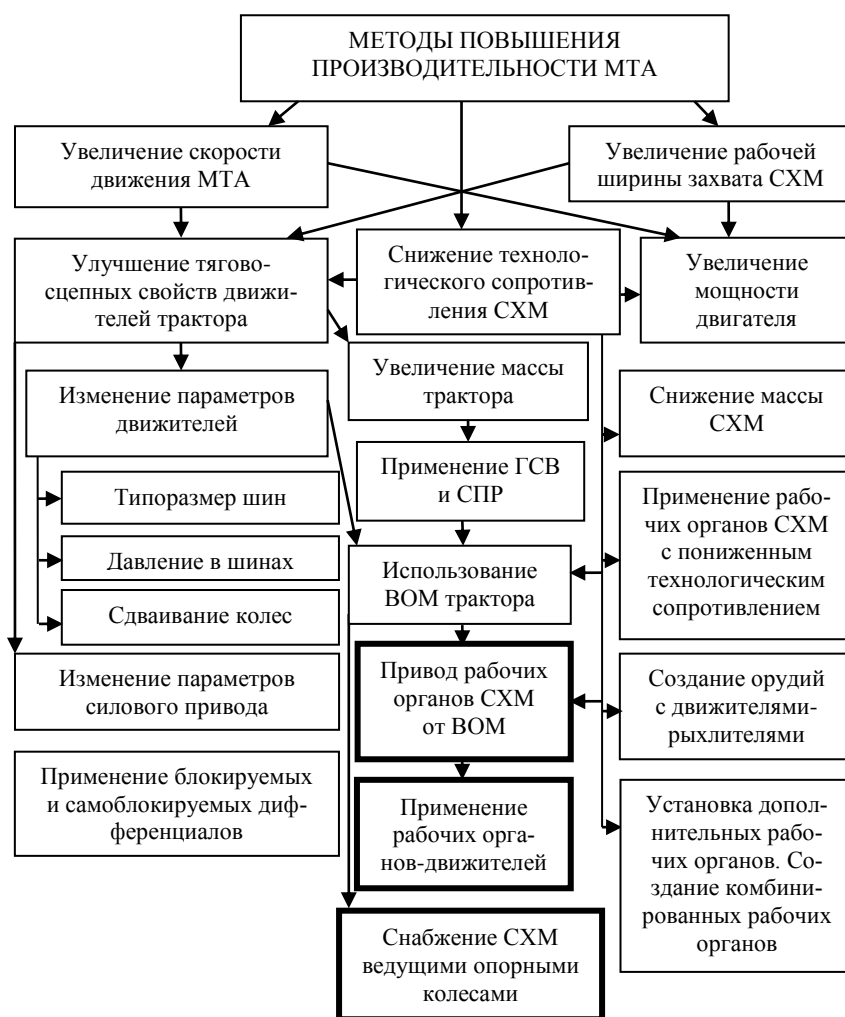 МЕТОДЫ ПОВЫШЕНИЯ
ПРОИЗВОДИТЕЛЬНОСТИ МТА
Увеличение скорости
движения МТА
Увеличение рабочей
ширины захвата СХМ
Улучшение тягово-
сцепных свойств движи-
телей трактора
Снижение техноло-
гического сопротив-
ления СХМ
Увеличение
мощности
двигателя
Увеличение массы
трактора
Изменение параметров
движителей
Снижение массы
СХМ
Применение ГСВ
и СПР
Типоразмер шин
Давление в шинах
Сдваивание колес
Применение рабо-
чих органов СХМ
с пониженным
технологическим
сопротивлением
Использование
ВОМ трактора
Изменение параметров
силового привода
Привод рабочих
органов СХМ
от ВОМ
Создание орудий
с движителями-
рыхлителями
Применение блокируемых
и самоблокируемых диф-
ференциалов
Применение
рабочих орга-
нов-движителей
Установка допол-
нительных рабо-
чих органов. Со-
здание комбини-
рованных рабочих
органов
Снабжение СХМ
ведущими опорными
колесами